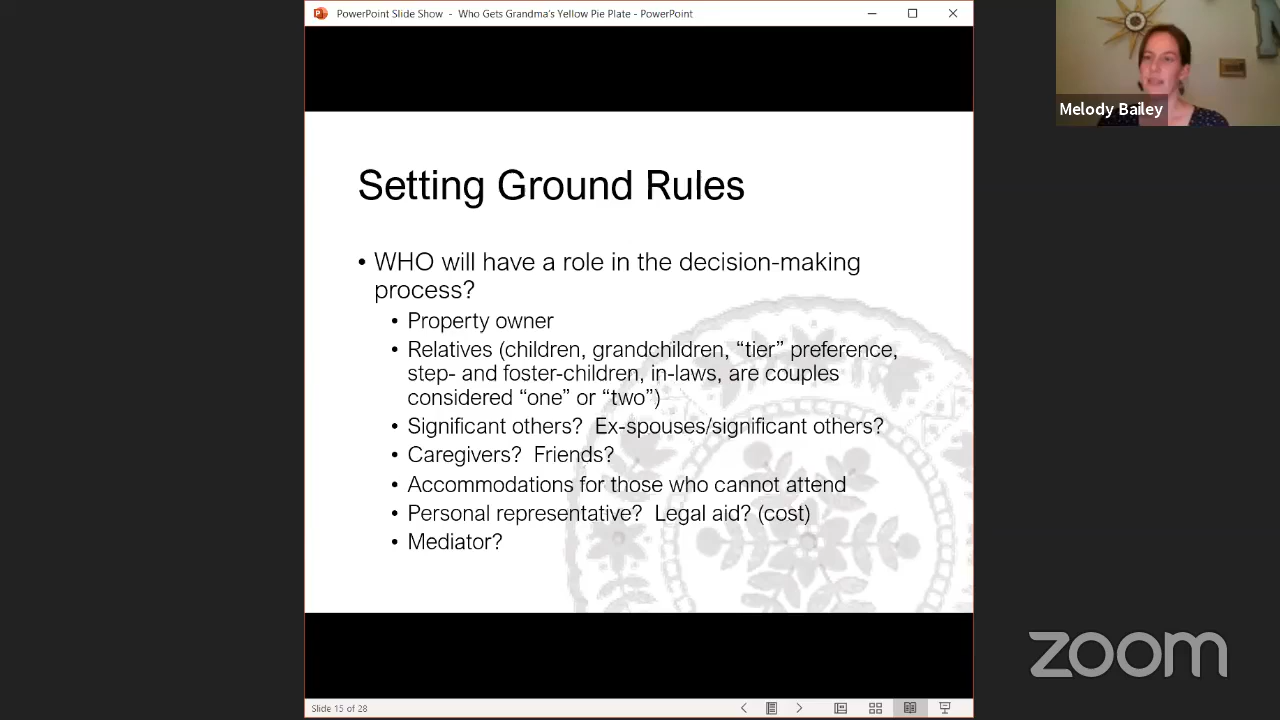 PowerPoint Slide Show - Who Gets Grandma's Yellow Pie Plate - PowerPoint
Melody Bailey
Setting Ground Rules
• WHO will have a role in the decision-making
process?
• Property owner
• Relatives (children, grandchildren, “tier” preference,
step- and foster-children, in-laws, are couples
considered “one” or “two”)
• Significant others? Ex-spouses/significant others?
• Caregivers? Friends?
• Accommodations for those who cannot attend
• Personal representative? Legal aid? (cost)
• Mediator?
zoom
Slide 15 of 28